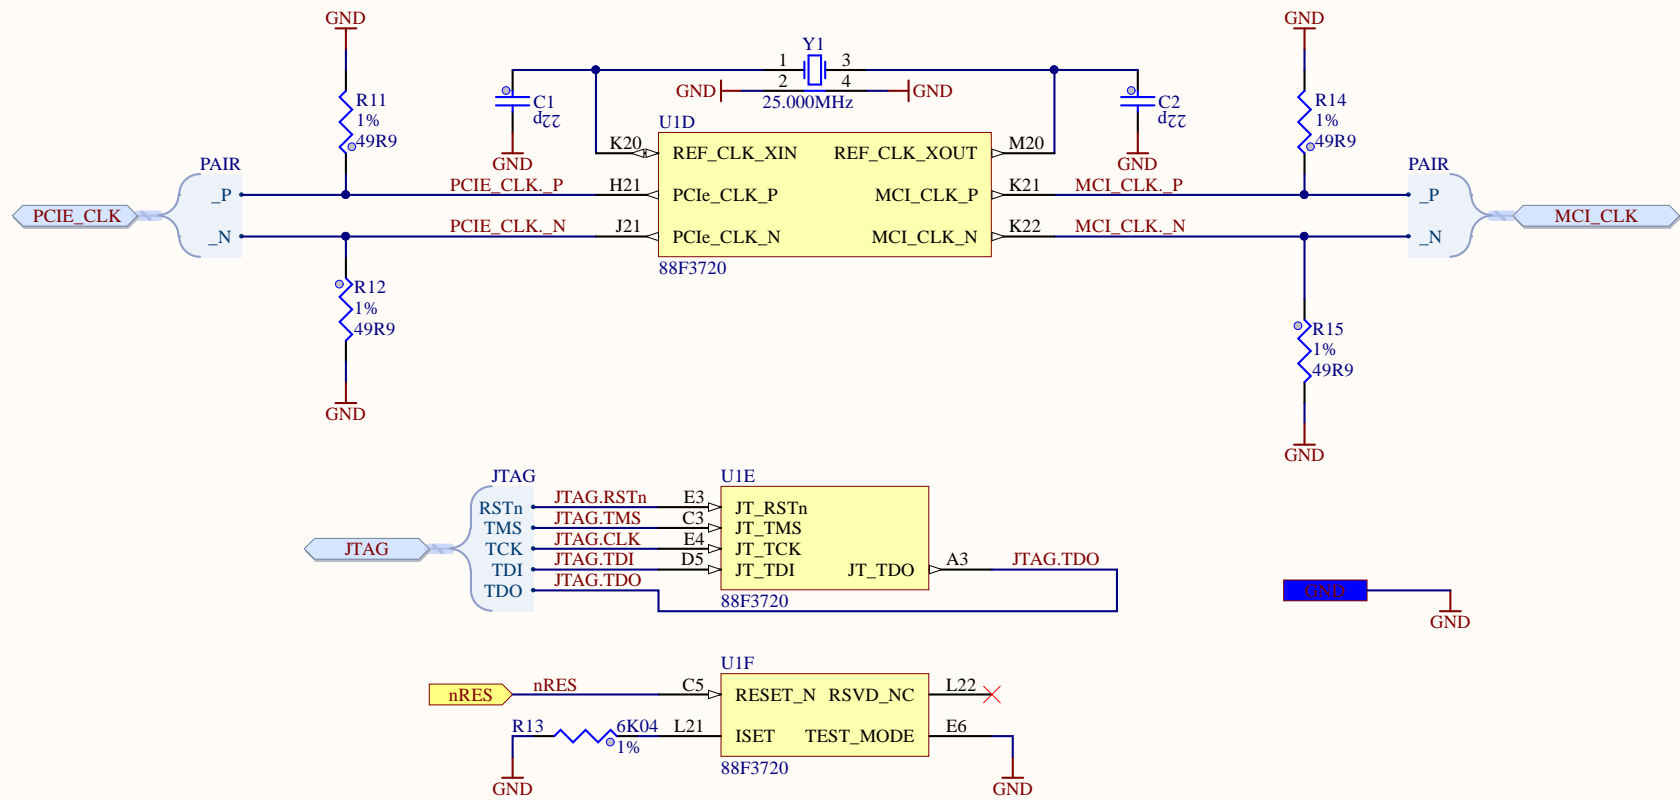 GND
GND
Y1
1
3
2
4
GND
GND
25.000MHz
R11
1%
49R9
C1
22p
GND
C2
22p
GND
R14
1%
49R9
U1D
K20
REF_CLK_XIN
REF_CLK_XOUT
M20
PAIR
_P
PCIE_CLK._P
H21
PCIe_CLK_P
MCI_CLK_P
K21
MCI_CLK._P
PAIR
_P
PCIE_CLK
MCI_CLK
_N
PCIE_CLK._N
J21
PCIe_CLK_N
MCI_CLK_N
K22
MCI_CLK._N
_N
88F3720
R12
1%
49R9
GND
R15
1%
49R9
GND
JTAG
U1E
RSTn
JTAG.RSTn
E3
JT_RSTn
TMS
JTAG.TMS
C3
JT_TMS
JTAG
TCK
JTAG.CLK
E4
JT_TCK
TDI
JTAG.TDI
D5
JT_TDI
JT_TDO
A3
JTAG.TDO
TDO
JTAG.TDO
88F3720
GND
GND
U1F
nRES
nRES
C5
RESET_N
RSVD_NC
L22
R13
6K04
1%
L21
ISET
TEST_MODE
E6
88F3720
GND
GND